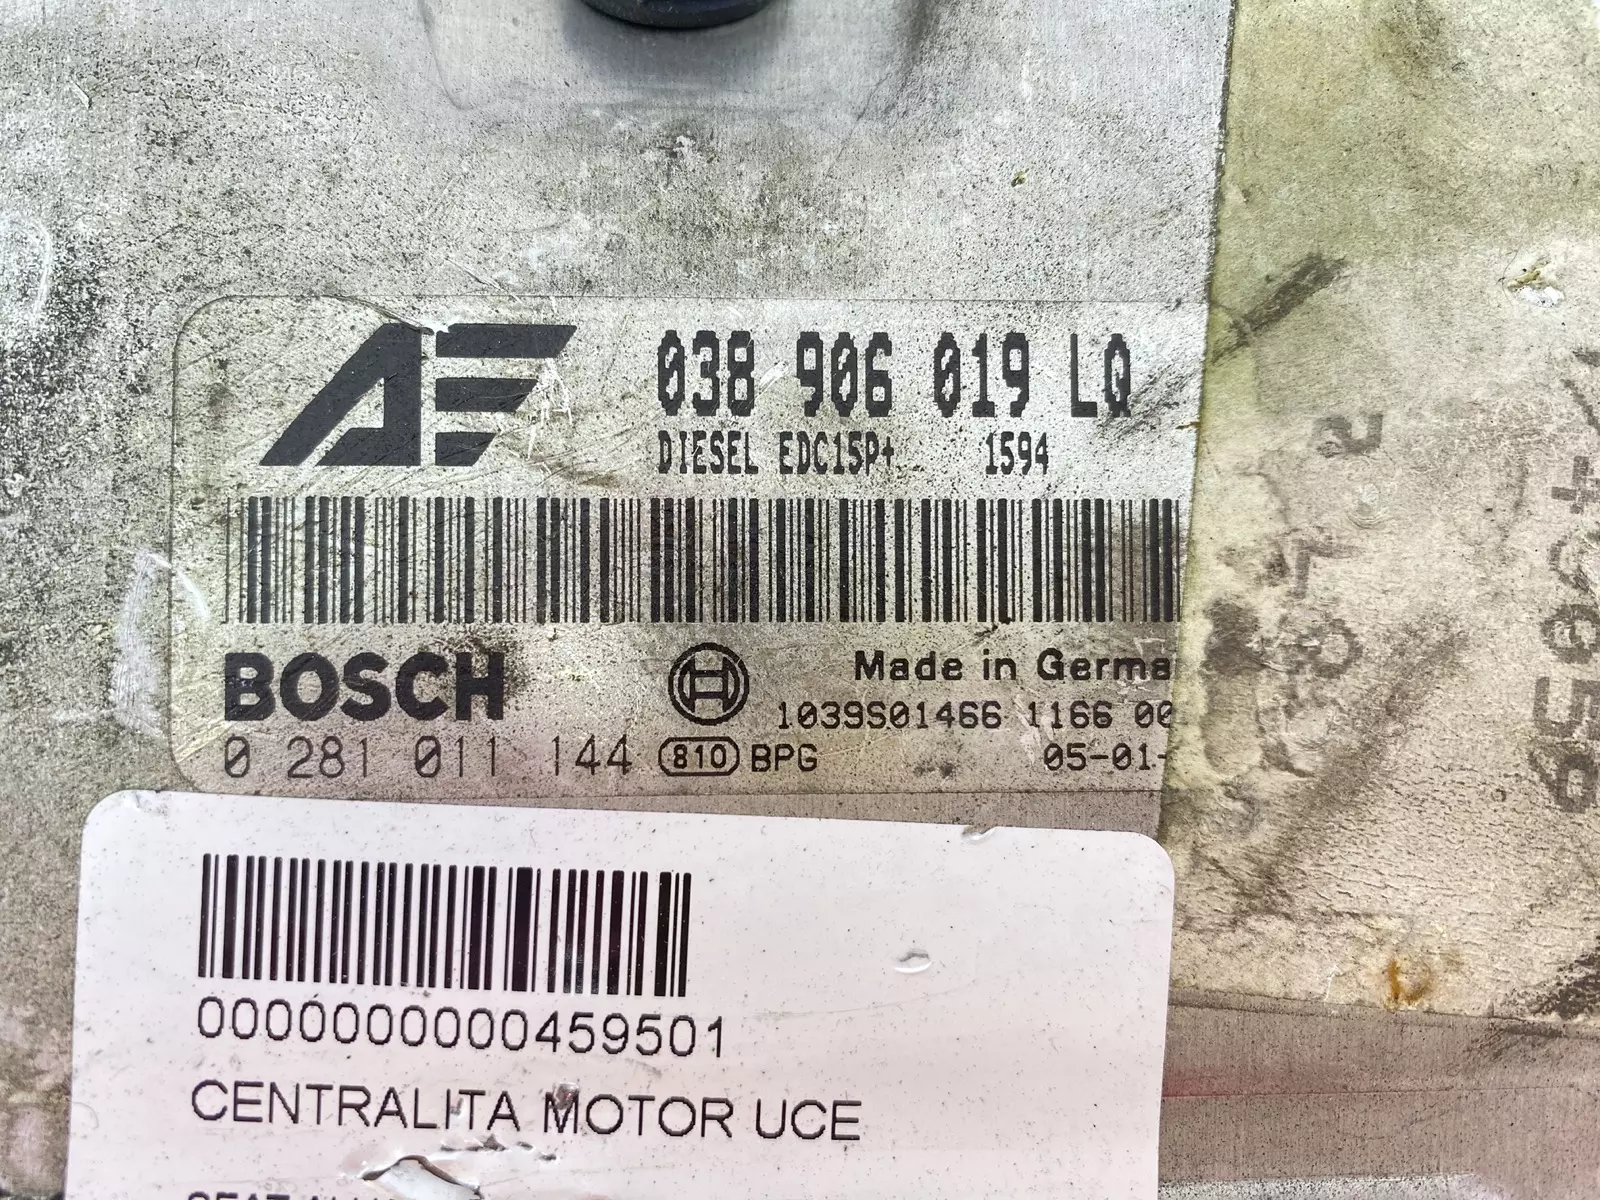 AF
038 906 019 LQ
DIESEL EDC15P+ 1594
BOSCH
Made in Germa
1039S01466 1166 00
0 281 011 144 810 BPG 05-01-
0000000000459501
CENTRALITA MOTOR UCE